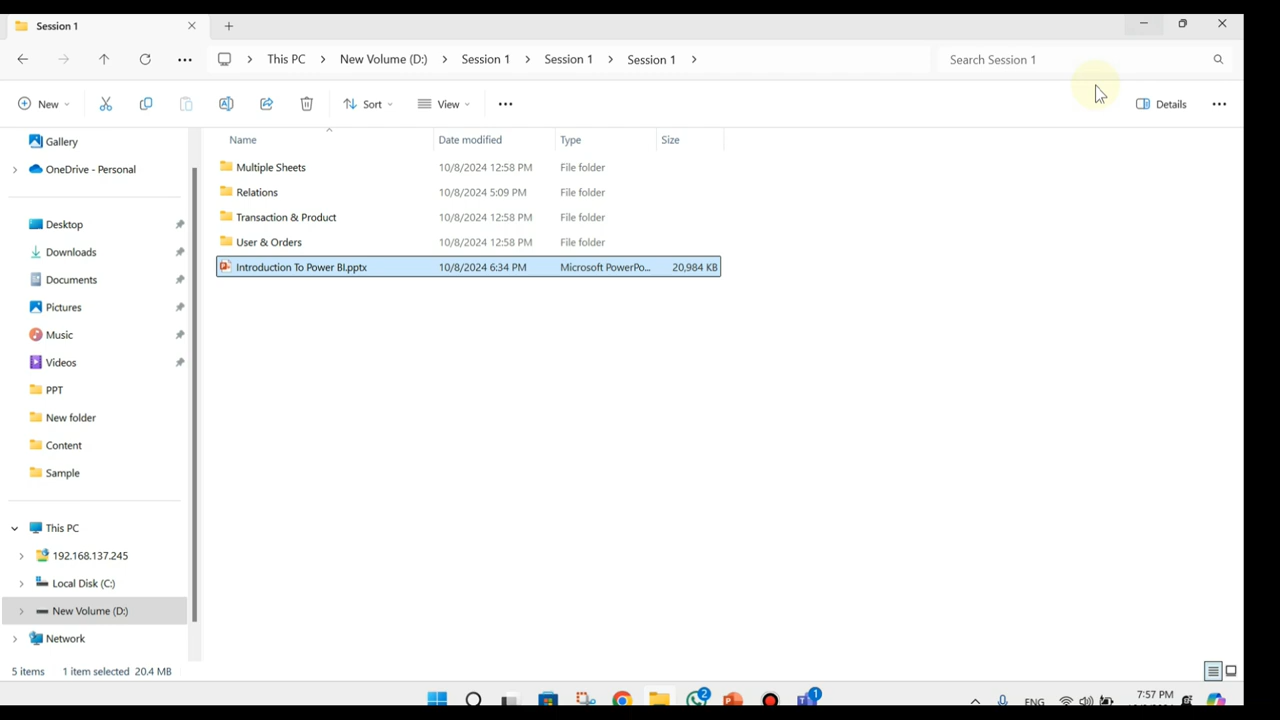 Session 1
This PC > New Volume (D:) > Session 1 > Session 1 > Session 1 >
Search Session 1
New
Sort
View
Details
Gallery
OneDrive - Personal
Desktop
Downloads
Documents
Pictures
Music
Videos
PPT
New folder
Content
Sample
This PC
192.168.137.245
Local Disk (C:)
New Volume (D:)
Network
Name Date modified Type Size
Multiple Sheets 10/8/2024 12:58 PM File folder
Relations 10/8/2024 5:09 PM File folder
Transaction & Product 10/8/2024 12:58 PM File folder
User & Orders 10/8/2024 12:58 PM File folder
Introduction To Power BI.pptx 10/8/2024 6:34 PM Microsoft PowerPo... 20,984 KB
5 items 1 item selected 20.4 MB
2
1
ENG
7:57 PM